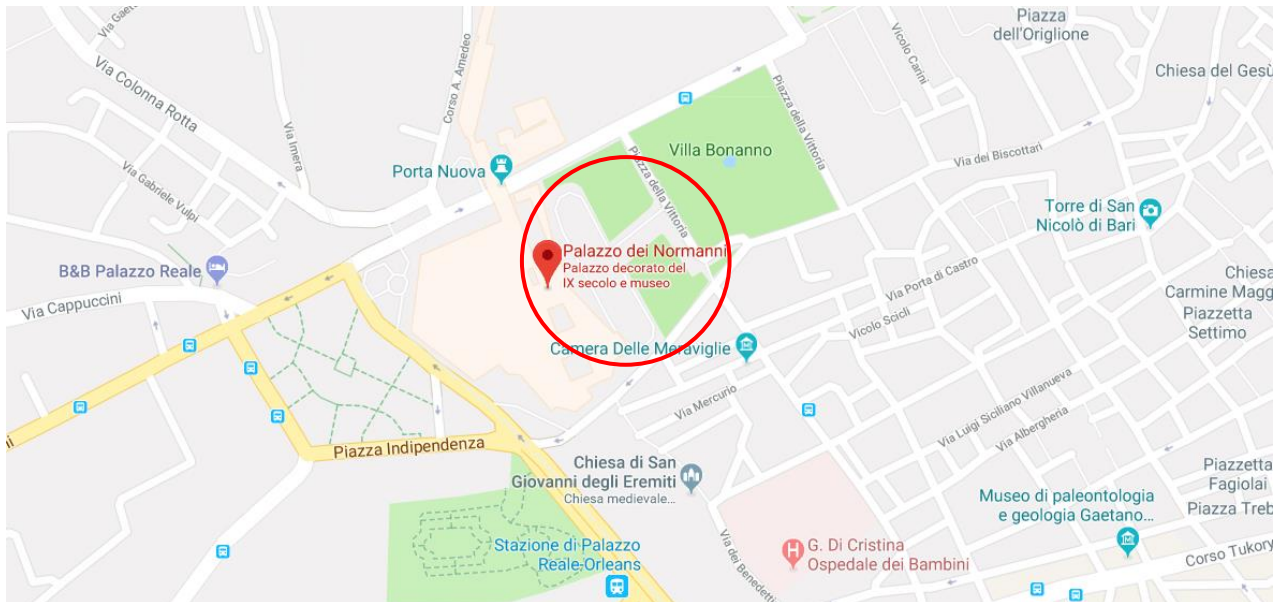 Piazza
dell'Origlione
Via Gaet
Vicolo Carini
Chiesa del Gesù
Via Colonna Rotta
Corso A. Amedeo
Via Imera
Piazza della Vittoria
Villa Bonanno
Piazza della Vittoria
Via dei Biscottari
Porta Nuova
Via Gabriele Vulpi
Torre di San
Nicolò di Bari
Palazzo dei Normanni
Palazzo decorato del
IX secolo e museo
B&B Palazzo Reale
Via Cappuccini
Via Porta di Castro
Chiesa
Carmine Magg
Piazzetta
Settimo
Vicolo Scicli
Camera Delle Meraviglie
Via Mercurio
Via Luigi Siciliano Villanueva
Via Albergheria
ni
Piazza Indipendenza
Chiesa di San
Giovanni degli Eremiti
Chiesa medievale...
Piazzetta
Fagiolai
Piazza Treb
Museo di paleontologia
e geologia Gaetano...
Stazione di Palazzo
Reale-Orleans
Via dei Benedetti
H
G. Di Cristina
Ospedale dei Bambini
Corso Tukory